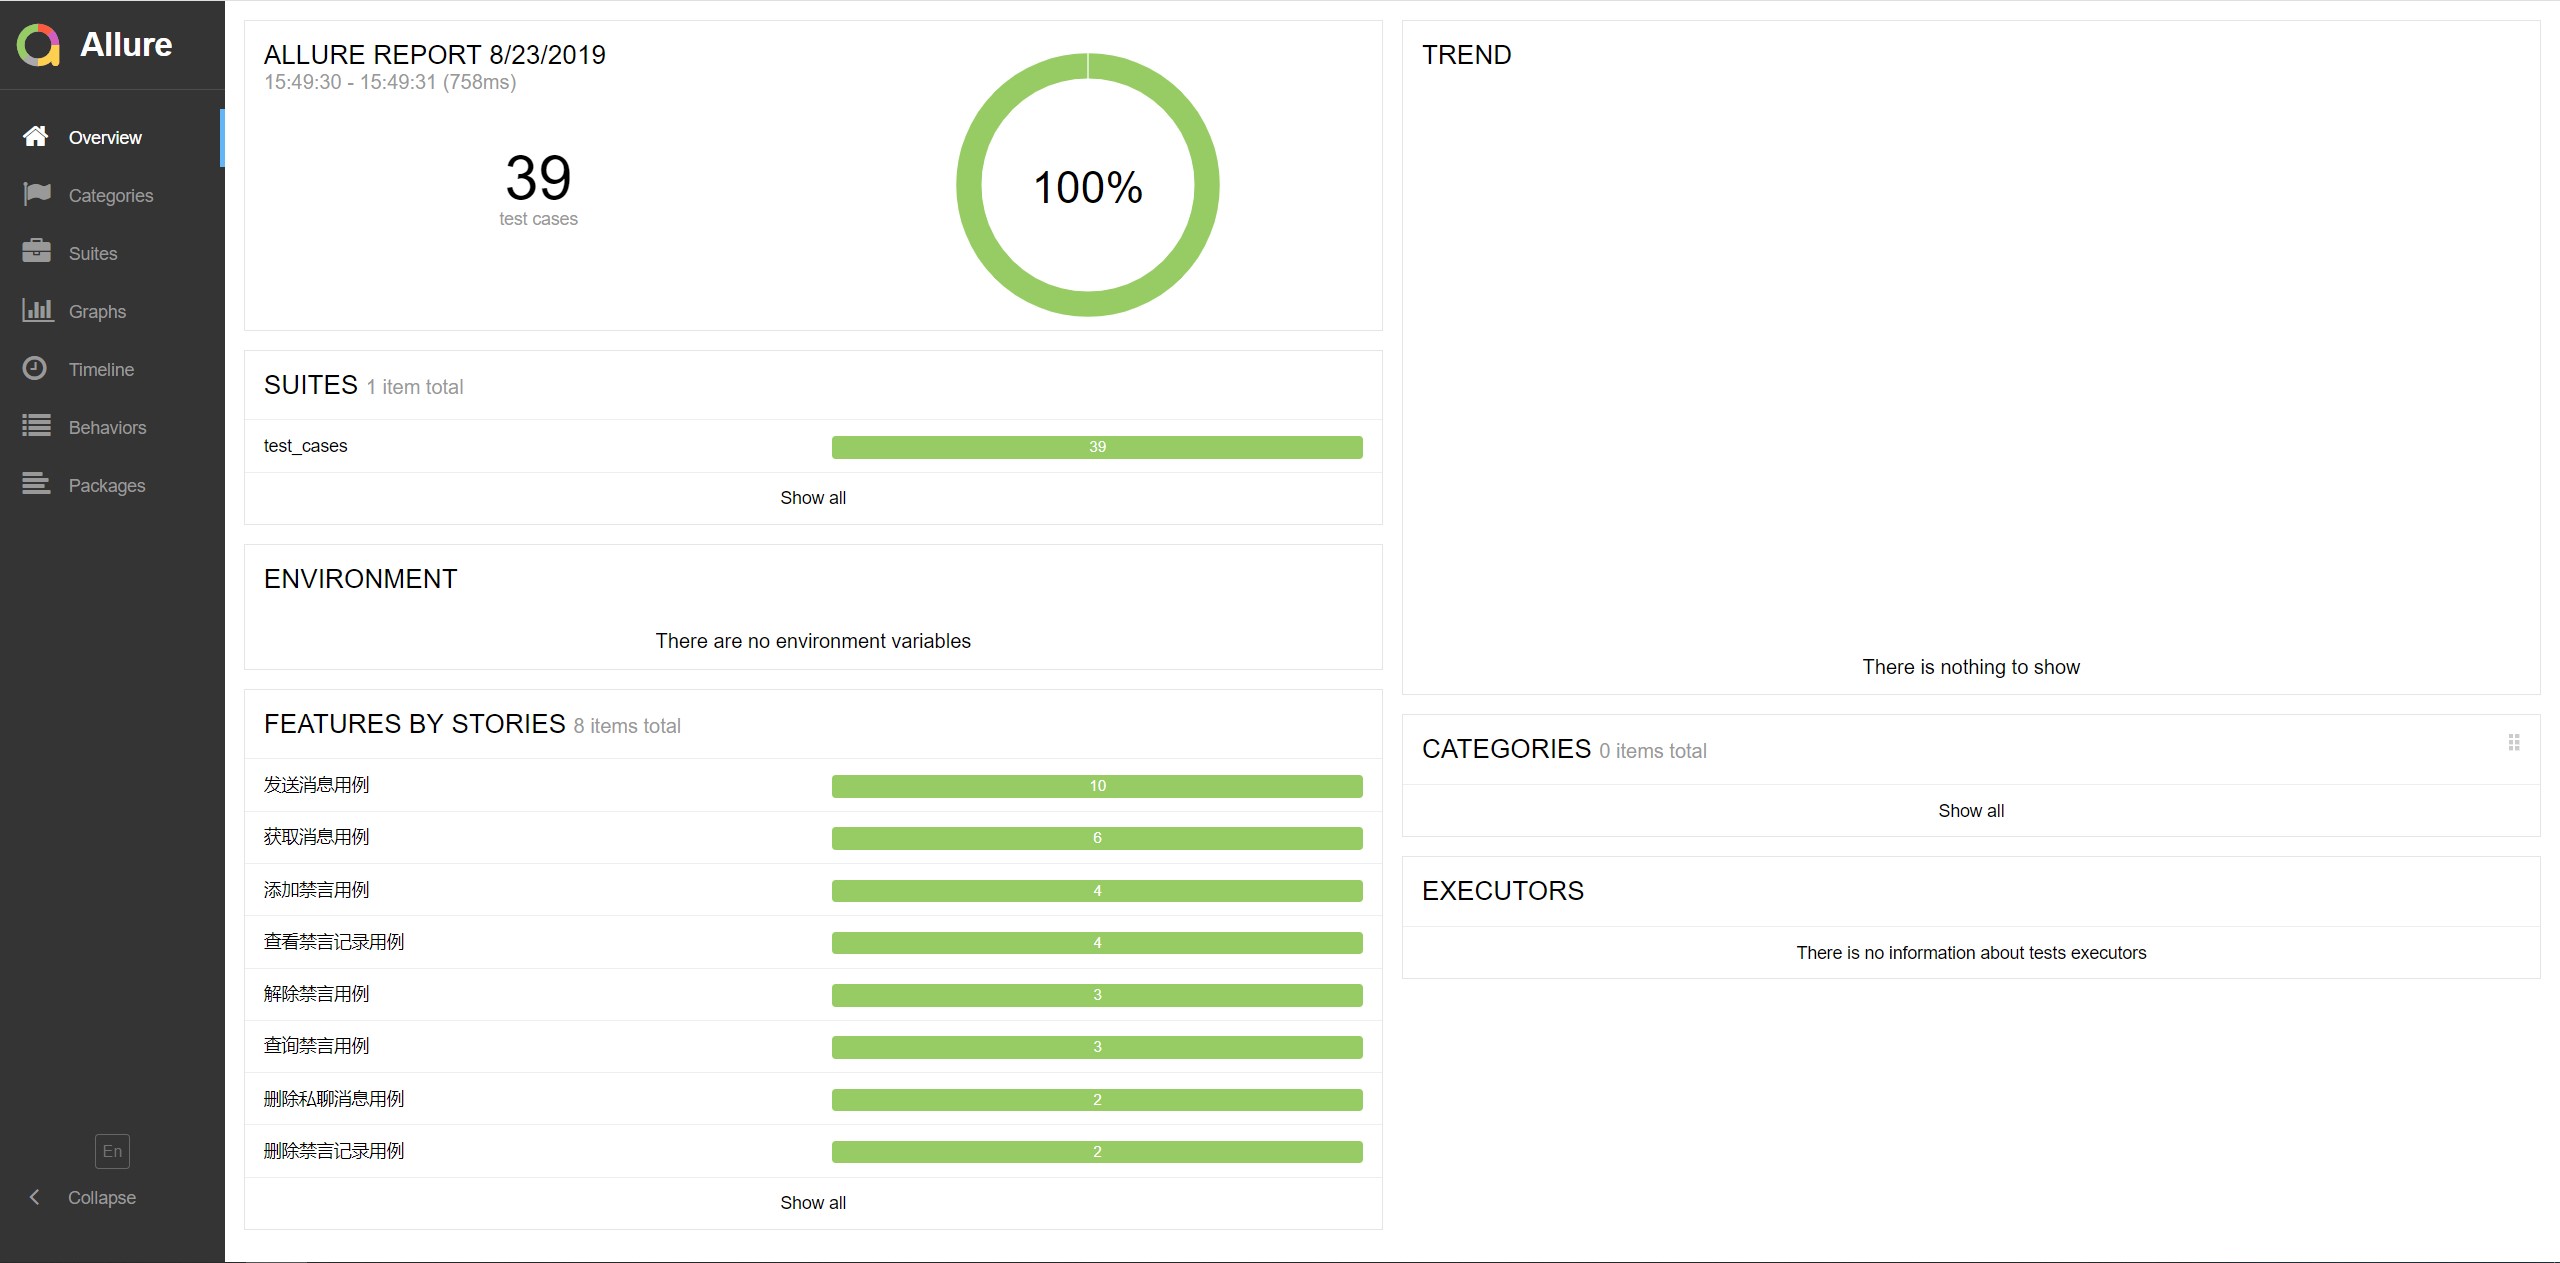 Allure
Overview
Categories
Suites
Graphs
Timeline
Behaviors
Packages
En
Collapse
ALLURE REPORT 8/23/2019
15:49:30 - 15:49:31 (758ms)
39
test cases
100%
SUITES 1 item total
test_cases 39
Show all
ENVIRONMENT
There are no environment variables
FEATURES BY STORIES 8 items total
发送消息用例 10
获取消息用例 6
添加禁言用例 4
查看禁言记录用例 4
解除禁言用例 3
查询禁言用例 3
删除私聊消息用例 2
删除禁言记录用例 2
Show all
TREND
There is nothing to show
CATEGORIES 0 items total
Show all
EXECUTORS
There is no information about tests executors